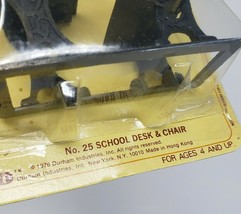 No. 25 SCHOOL DESK & CHAIR
© 1976 Durham Industries, Inc. All rights reserved.
Durham Industries, Inc. New York, N.Y. 10010 Made in Hong Kong
FOR AGES 4 AND UP